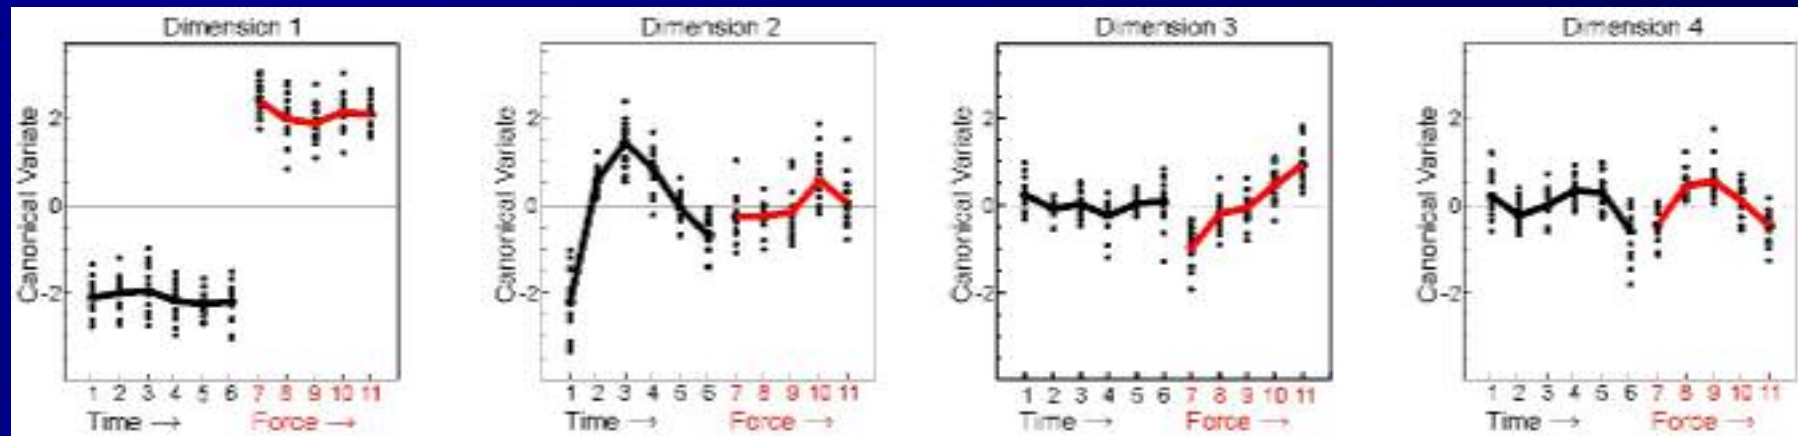 Dimension 1
Canonical Variate
2
0
-2
1 2 3 4 5 6 7 8 9 10 11
Time → Force →
Dimension 2
Canonical Variate
2
0
-2
1 2 3 4 5 6 7 8 9 10 11
Time → Force →
Dimension 3
Canonical Variate
2
0
-2
1 2 3 4 5 6 7 8 9 10 11
Time → Force →
Dimension 4
Canonical Variate
2
0
-2
1 2 3 4 5 6 7 8 9 10 11
Time → Force →